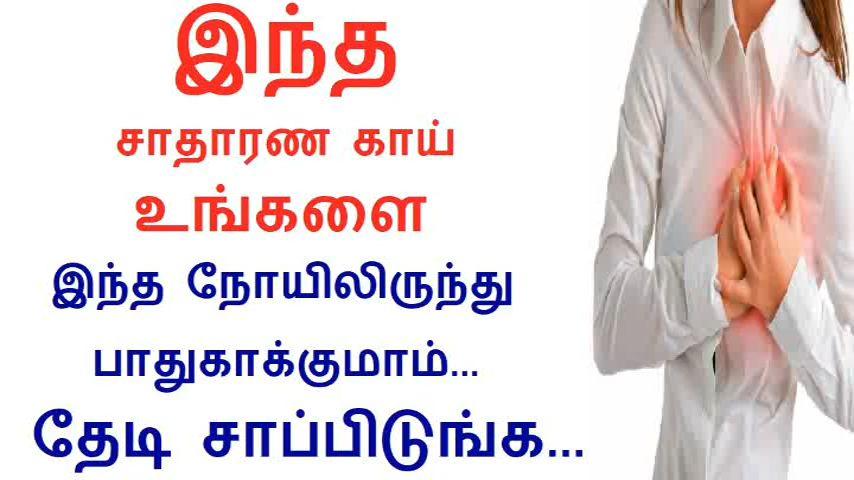 இந்த
சாதாரண காய்
உங்களை
இந்த நோயிலிருந்து
பாதுகாக்குமாம்...
தேடி சாப்பிடுங்க...